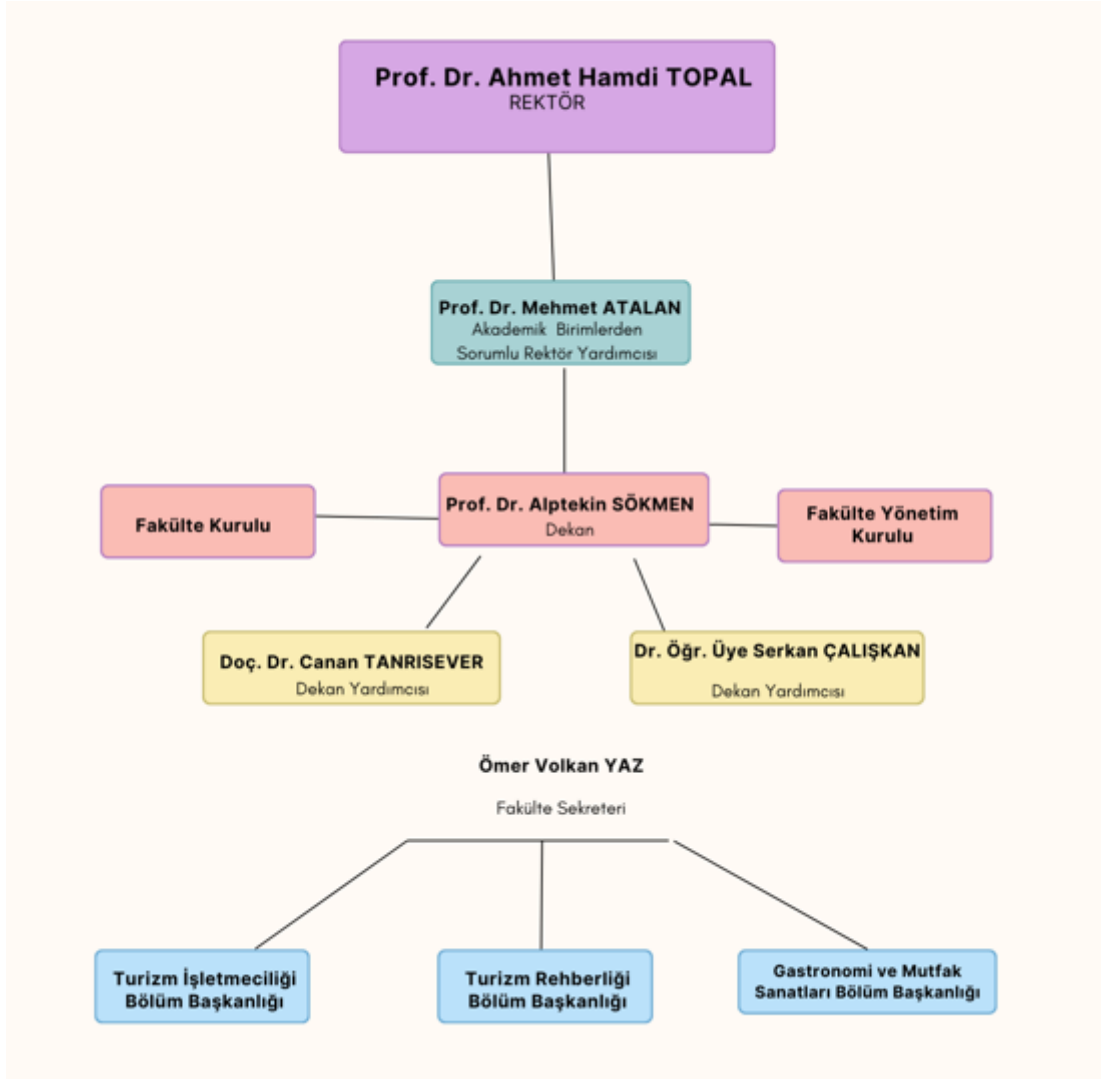 Prof. Dr. Ahmet Hamdi TOPAL
REKTÖR
Prof. Dr. Mehmet ATALAN
Akademik Birimlerden
Sorumlu Rektör Yardımcısı
Fakülte Kurulu
Prof. Dr. Alptekin SÖKMEN
Dekan
Fakülte Yönetim
Kurulu
Doç. Dr. Canan TANRISEVER
Dekan Yardımcısı
Dr. Öğr. Üye Serkan ÇALIŞKAN
Dekan Yardımcısı
Ömer Volkan YAZ
Fakülte Sekreteri
Turizm İşletmeciliği
Bölüm Başkanlığı
Turizm Rehberliği
Bölüm Başkanlığı
Gastronomi ve Mutfak
Sanatları Bölüm Başkanlığı